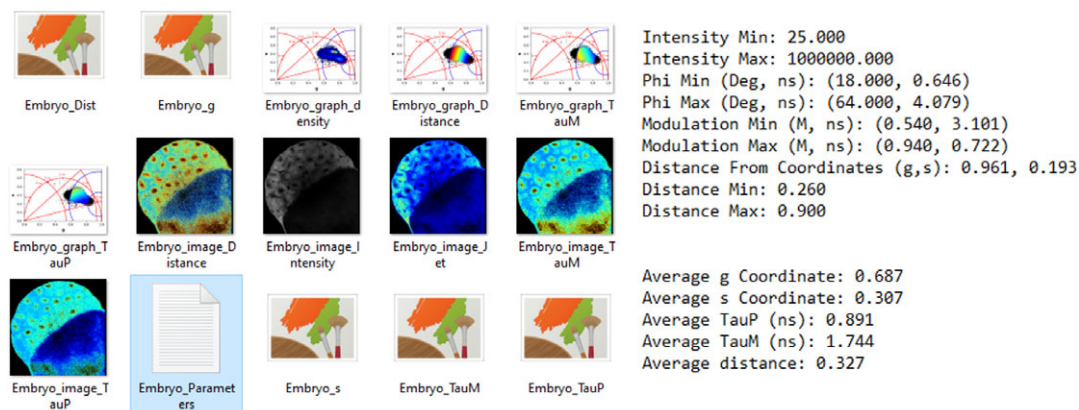 Embryo_Dist
Embryo_g
Embryo_graph_d
ensity
Embryo_graph_D
istance
Embryo_graph_T
auM
Embryo_graph_T
auP
Embryo_image_D
istance
Embryo_image_I
ntensity
Embryo_image_J
et
Embryo_image_T
auM
Embryo_image_T
auP
Embryo_Paramet
ers
Embryo_s
Embryo_TauM
Embryo_TauP
Intensity Min: 25.000
Intensity Max: 1000000.000
Phi Min (Deg, ns): (18.000, 0.646)
Phi Max (Deg, ns): (64.000, 4.079)
Modulation Min (M, ns): (0.540, 3.101)
Modulation Max (M, ns): (0.940, 0.722)
Distance From Coordinates (g,s): 0.961, 0.193
Distance Min: 0.260
Distance Max: 0.900
Average g Coordinate: 0.687
Average s Coordinate: 0.307
Average TauP (ns): 0.891
Average TauM (ns): 1.744
Average distance: 0.327